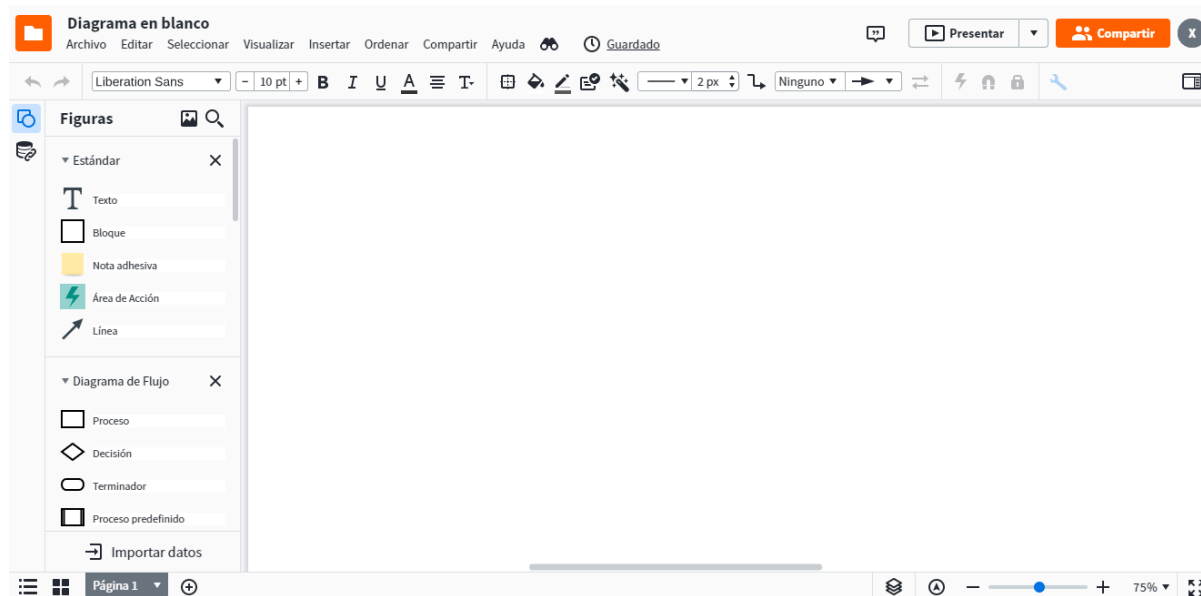 Diagrama en blanco
Archivo Editar Seleccionar Visualizar Insertar Ordenar Compartir Ayuda Guardado
Presentar
Compartir
X
Liberation Sans - 10 pt + B I U A T 2 px Ninguno
Figuras
Estándar
T Texto
Bloque
Nota adhesiva
Área de Acción
Línea
Diagrama de Flujo
Proceso
Decisión
Terminador
Proceso predefinido
Importar datos
Página 1
75%